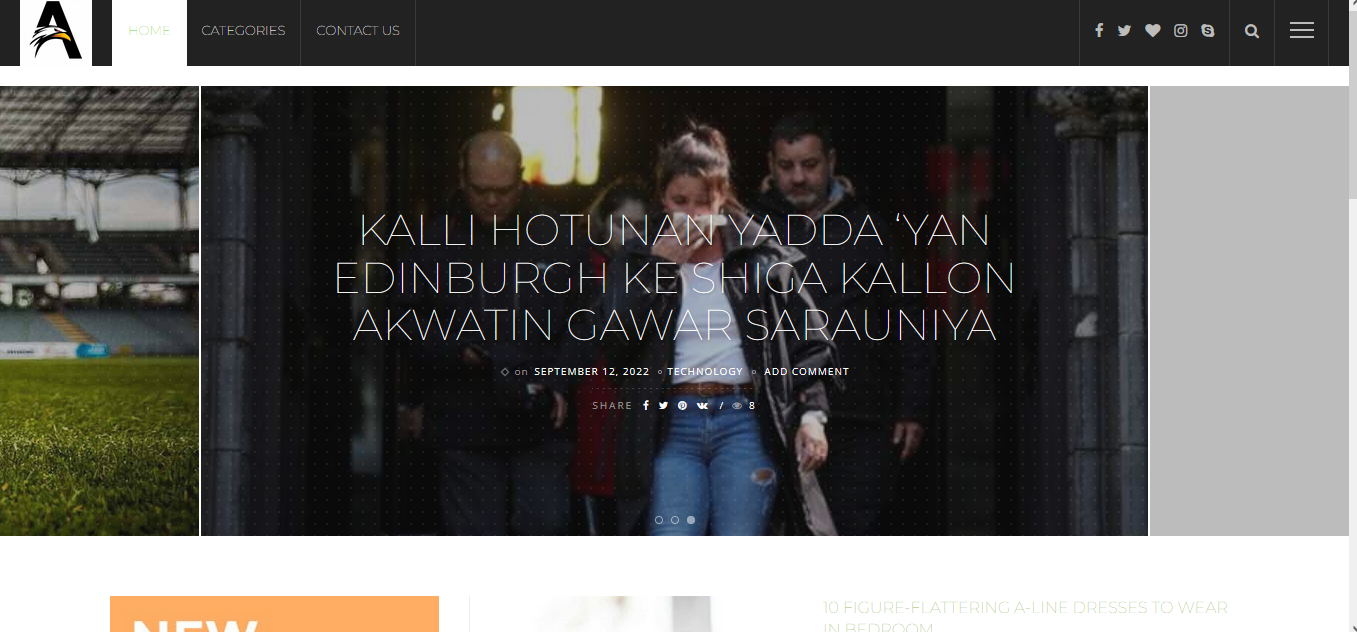 A
HOME
CATEGORIES
CONTACT US
KALLI HOTUNAN YADDA ‘YAN
EDINBURGH KE SHIGA KALLON
AKWATIN GAWAR SARAUNIYA
on SEPTEMBER 12, 2022 TECHNOLOGY ADD COMMENT
SHARE / 8
NEW
10 FIGURE-FLATTERING A-LINE DRESSES TO WEAR
IN BEDROOM